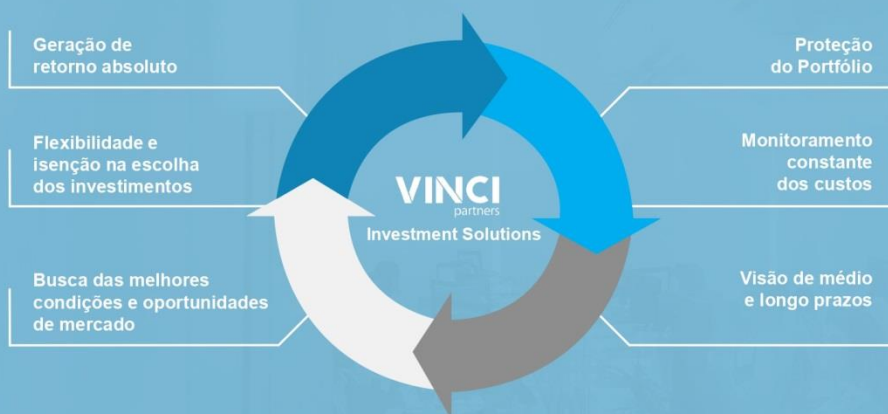 Geração de
retorno absoluto
Flexibilidade e
isenção na escolha
dos investimentos
Busca das melhores
condições e oportunidades
de mercado
VINCI
partners
Investment Solutions
Proteção
do Portfólio
Monitoramento
constante
dos custos
Visão de médio
e longo prazos